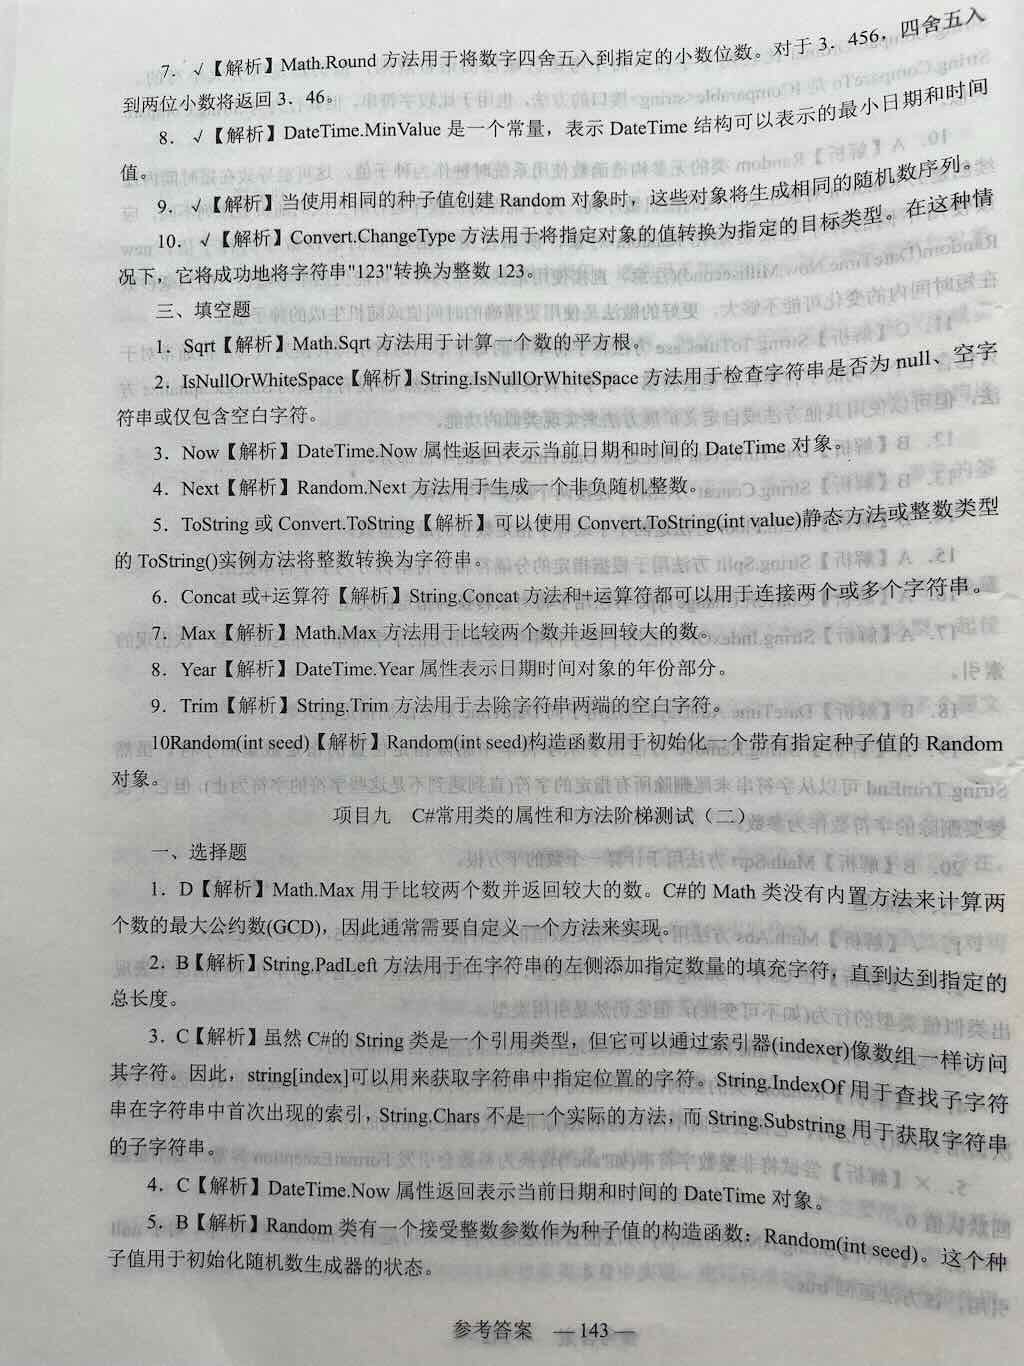 7．√【解析】Math.Round 方法用于将数字四舍五入到指定的小数位数。对于 3．456，四舍五入
到两位小数将返回 3．46。
8．√【解析】DateTime.MinValue 是一个常量，表示 DateTime 结构可以表示的最小日期和时间
值。
9．√【解析】当使用相同的种子值创建 Random 对象时，这些对象将生成相同的随机数序列。
10．√【解析】Convert.ChangeType 方法用于将指定对象的值转换为指定的目标类型。在这种情
况下，它将成功地将字符串"123"转换为整数 123。
三、填空题
1．Sqrt【解析】Math.Sqrt 方法用于计算一个数的平方根。
2．IsNullOrWhiteSpace【解析】String.IsNullOrWhiteSpace 方法用于检查字符串是否为 null、空字
符串或仅包含空白字符。
3．Now【解析】DateTime.Now 属性返回表示当前日期和时间的 DateTime 对象。
4．Next【解析】Random.Next 方法用于生成一个非负随机整数。
5．ToString 或 Convert.ToString【解析】可以使用 Convert.ToString(int value)静态方法或整数类型
的 ToString()实例方法将整数转换为字符串。
6．Concat 或+运算符【解析】String.Concat 方法和+运算符都可以用于连接两个或多个字符串。
7．Max【解析】Math.Max 方法用于比较两个数并返回较大的数。
8．Year【解析】DateTime.Year 属性表示日期时间对象的年份部分。
9．Trim【解析】String.Trim 方法用于去除字符串两端的空白字符。
10Random(int seed)【解析】Random(int seed)构造函数用于初始化一个带有指定种子值的 Random
对象。
项目九　C#常用类的属性和方法阶梯测试（二）
一、选择题
1．D【解析】Math.Max 用于比较两个数并返回较大的数。C#的 Math 类没有内置方法来计算两
个数的最大公约数(GCD)，因此通常需要自定义一个方法来实现。
2．B【解析】String.PadLeft 方法用于在字符串的左侧添加指定数量的填充字符，直到达到指定的
总长度。
3．C【解析】虽然 C#的 String 类是一个引用类型，但它可以通过索引器(indexer)像数组一样访问
其字符。因此，string[index]可以用来获取字符串中指定位置的字符。String.IndexOf 用于查找子字符
串在字符串中首次出现的索引，String.Chars 不是一个实际的方法，而 String.Substring 用于获取字符串
的子字符串。
4．C【解析】DateTime.Now 属性返回表示当前日期和时间的 DateTime 对象。
5．B【解析】Random 类有一个接受整数参数作为种子值的构造函数：Random(int seed)。这个种
子值用于初始化随机数生成器的状态。
参考答案　— 143 —